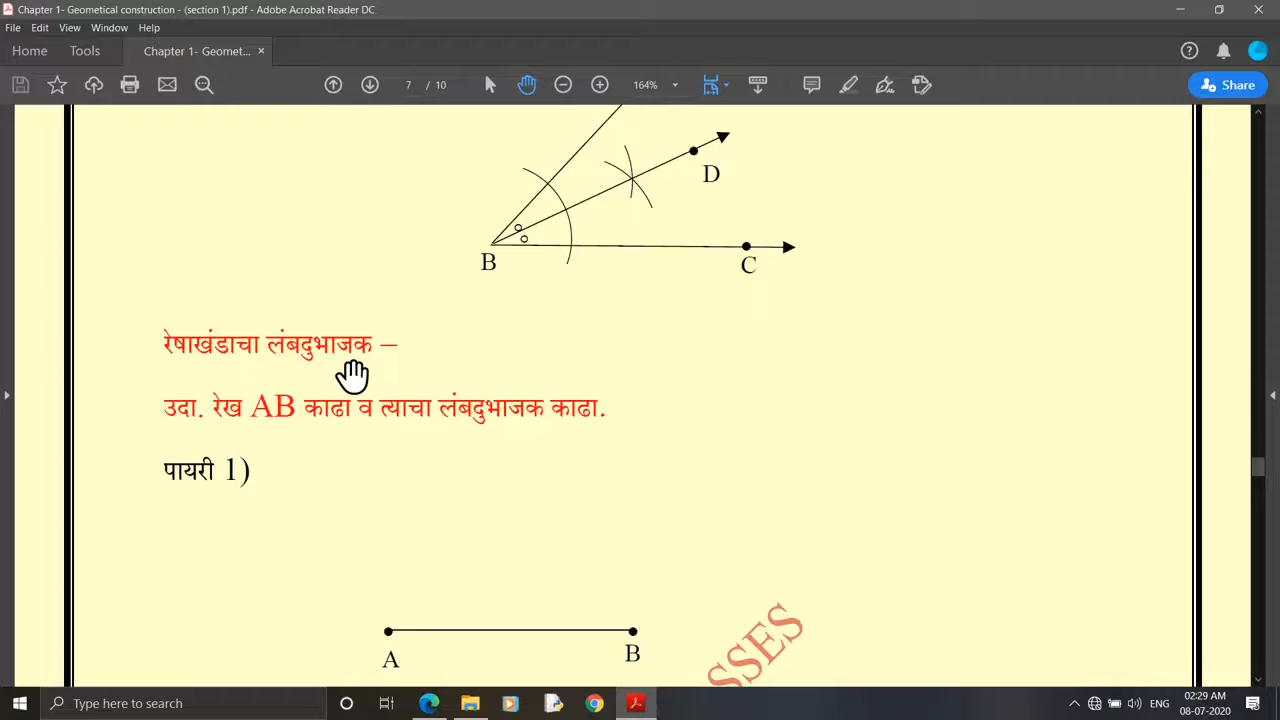 Chapter 1- Geometical construction - (section 1).pdf - Adobe Acrobat Reader DC
File Edit View Window Help
Home Tools Chapter 1- Geomet... ×
7 / 10 164% Share
D
B C
रेषाखंडाचा लंबदुभाजक –
उदा. रेख AB काढा व त्याचा लंबदुभाजक काढा.
पायरी 1)
A B
SSES
Type here to search
ENG
02:29 AM
08-07-2020